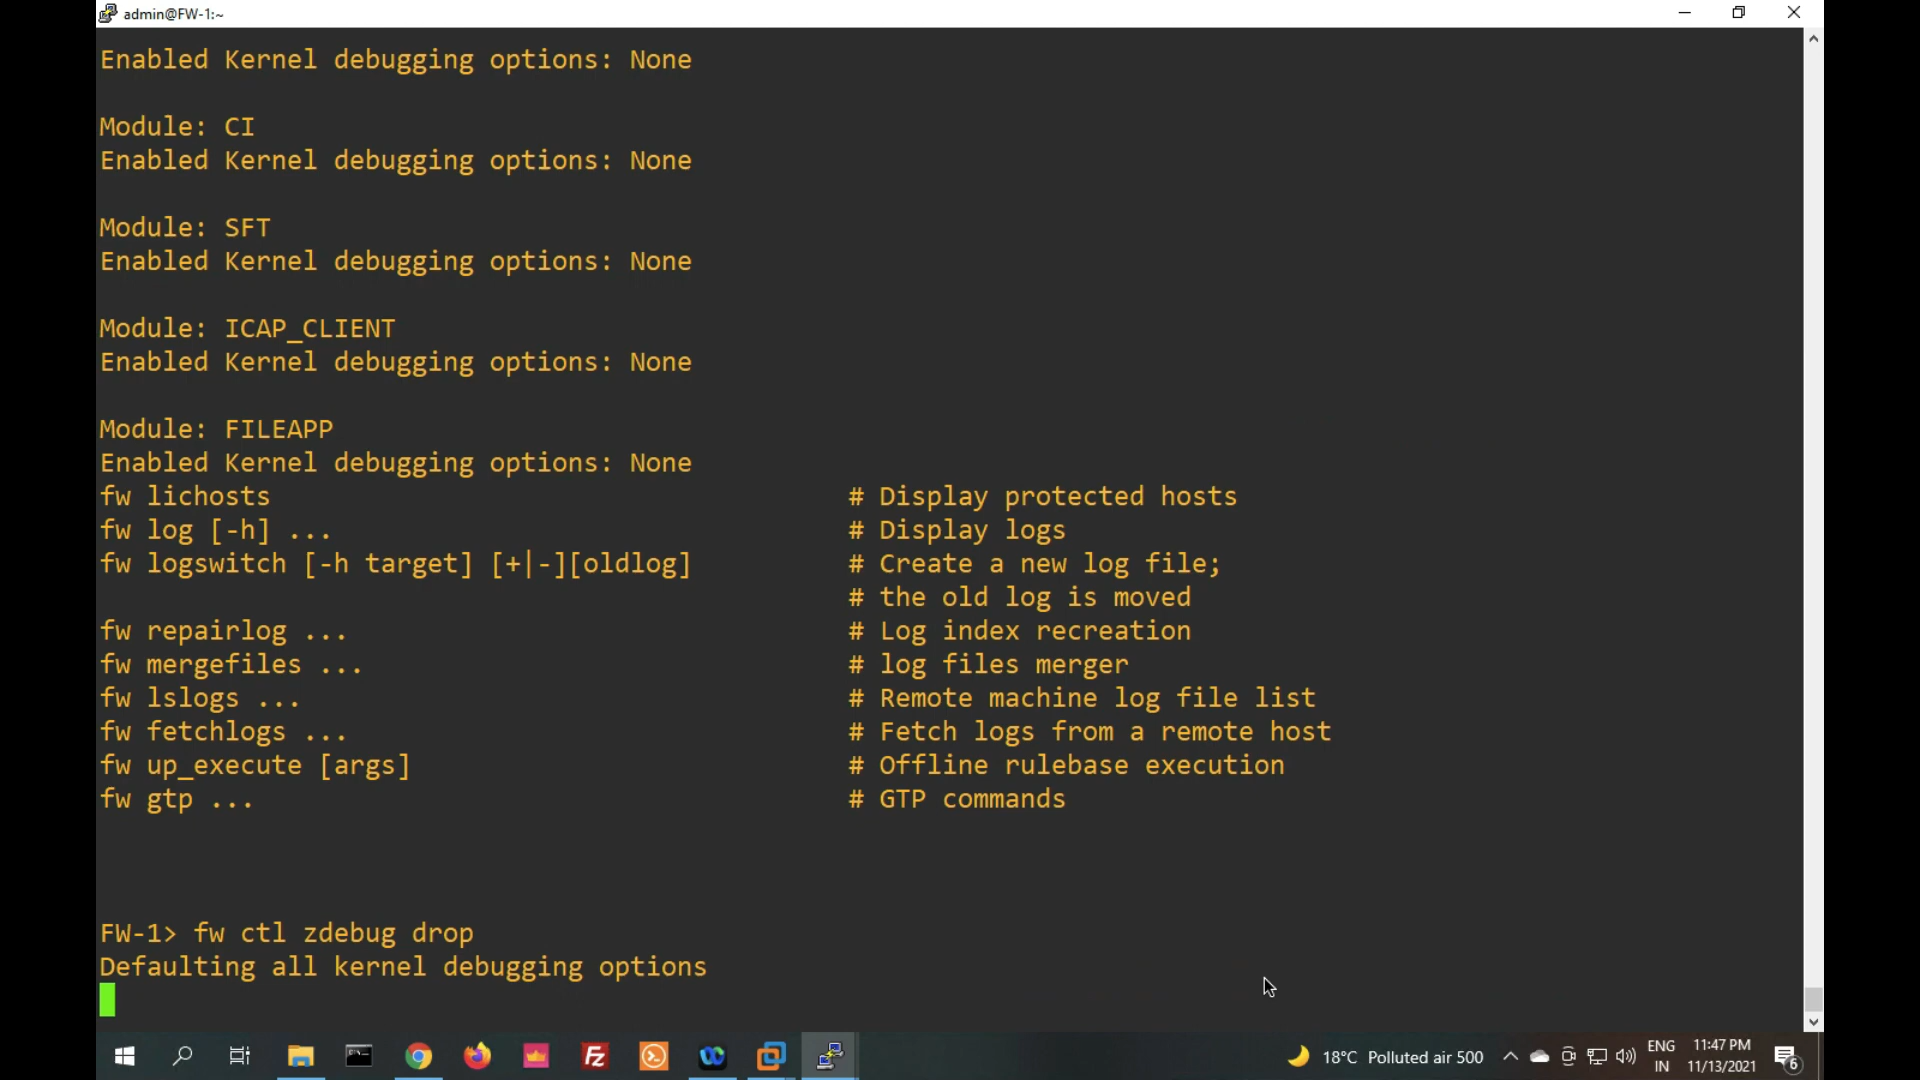 admin@FW-1:~
Enabled Kernel debugging options: None
Module: CI
Enabled Kernel debugging options: None
Module: SFT
Enabled Kernel debugging options: None
Module: ICAP_CLIENT
Enabled Kernel debugging options: None
Module: FILEAPP
Enabled Kernel debugging options: None
fw lichosts # Display protected hosts
fw log [-h] ... # Display logs
fw logswitch [-h target] [+|-][oldlog] # Create a new log file;
# the old log is moved
fw repairlog ... # Log index recreation
fw mergefiles ... # log files merger
fw lslogs ... # Remote machine log file list
fw fetchlogs ... # Fetch logs from a remote host
fw up_execute [args] # Offline rulebase execution
fw gtp ... # GTP commands
FW-1> fw ctl zdebug drop
Defaulting all kernel debugging options
18°C Polluted air 500
ENG
IN
11:47 PM
11/13/2021
6